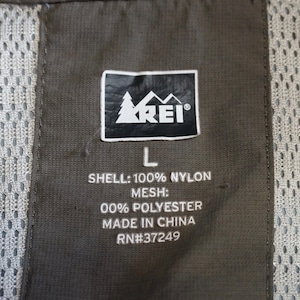 REI®
L
SHELL: 100% NYLON
MESH:
00% POLYESTER
MADE IN CHINA
RN#37249